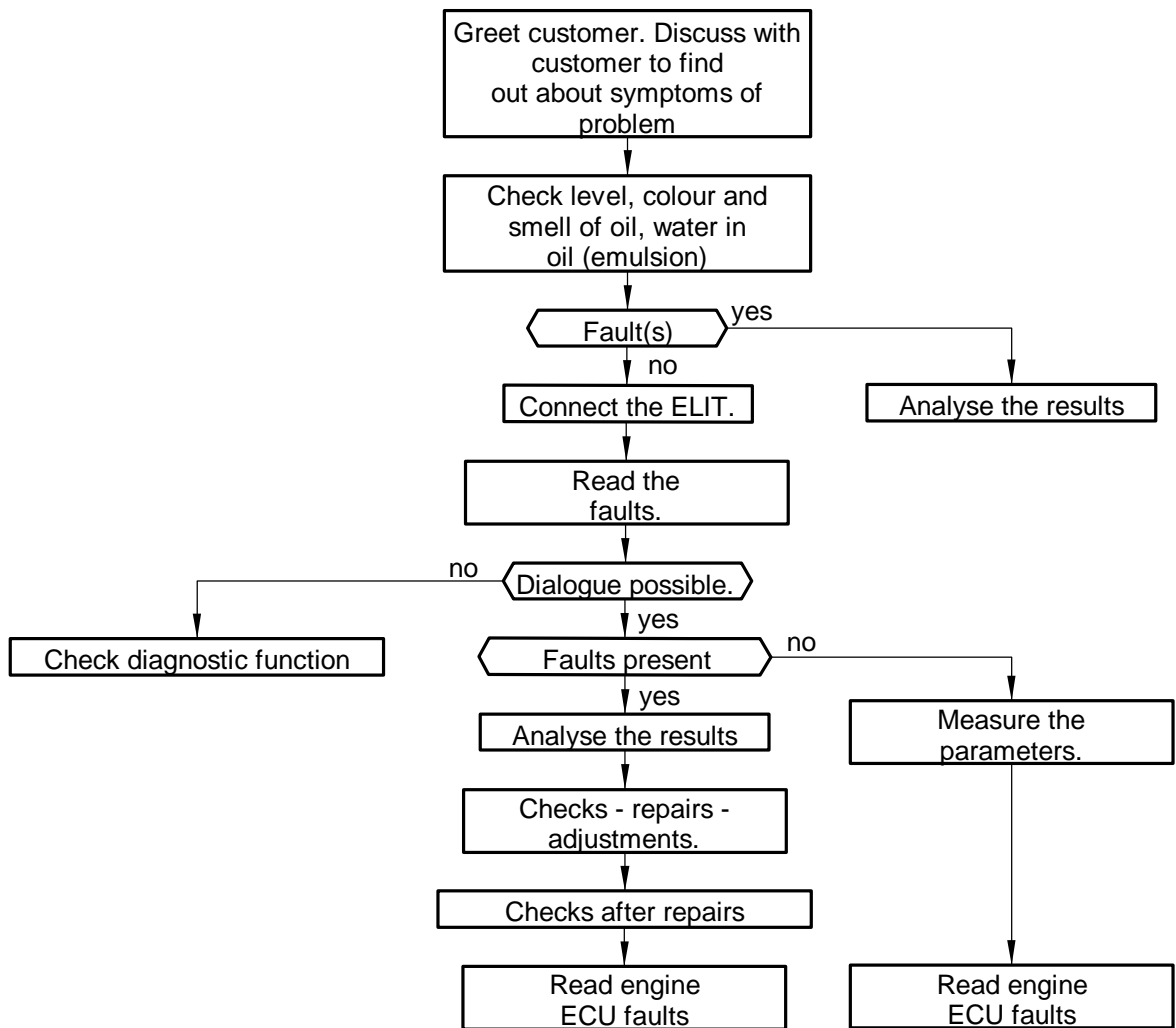 Greet customer. Discuss with
customer to find
out about symptoms of
problem
Check level, colour and
smell of oil, water in
oil (emulsion)
yes
Fault(s)
no
Connect the ELIT.
Analyse the results
Read the
faults.
no
Dialogue possible.
yes
Check diagnostic function
Faults present
no
yes
Analyse the results
Measure the
parameters.
Checks - repairs -
adjustments.
Checks after repairs
Read engine
ECU faults
Read engine
ECU faults